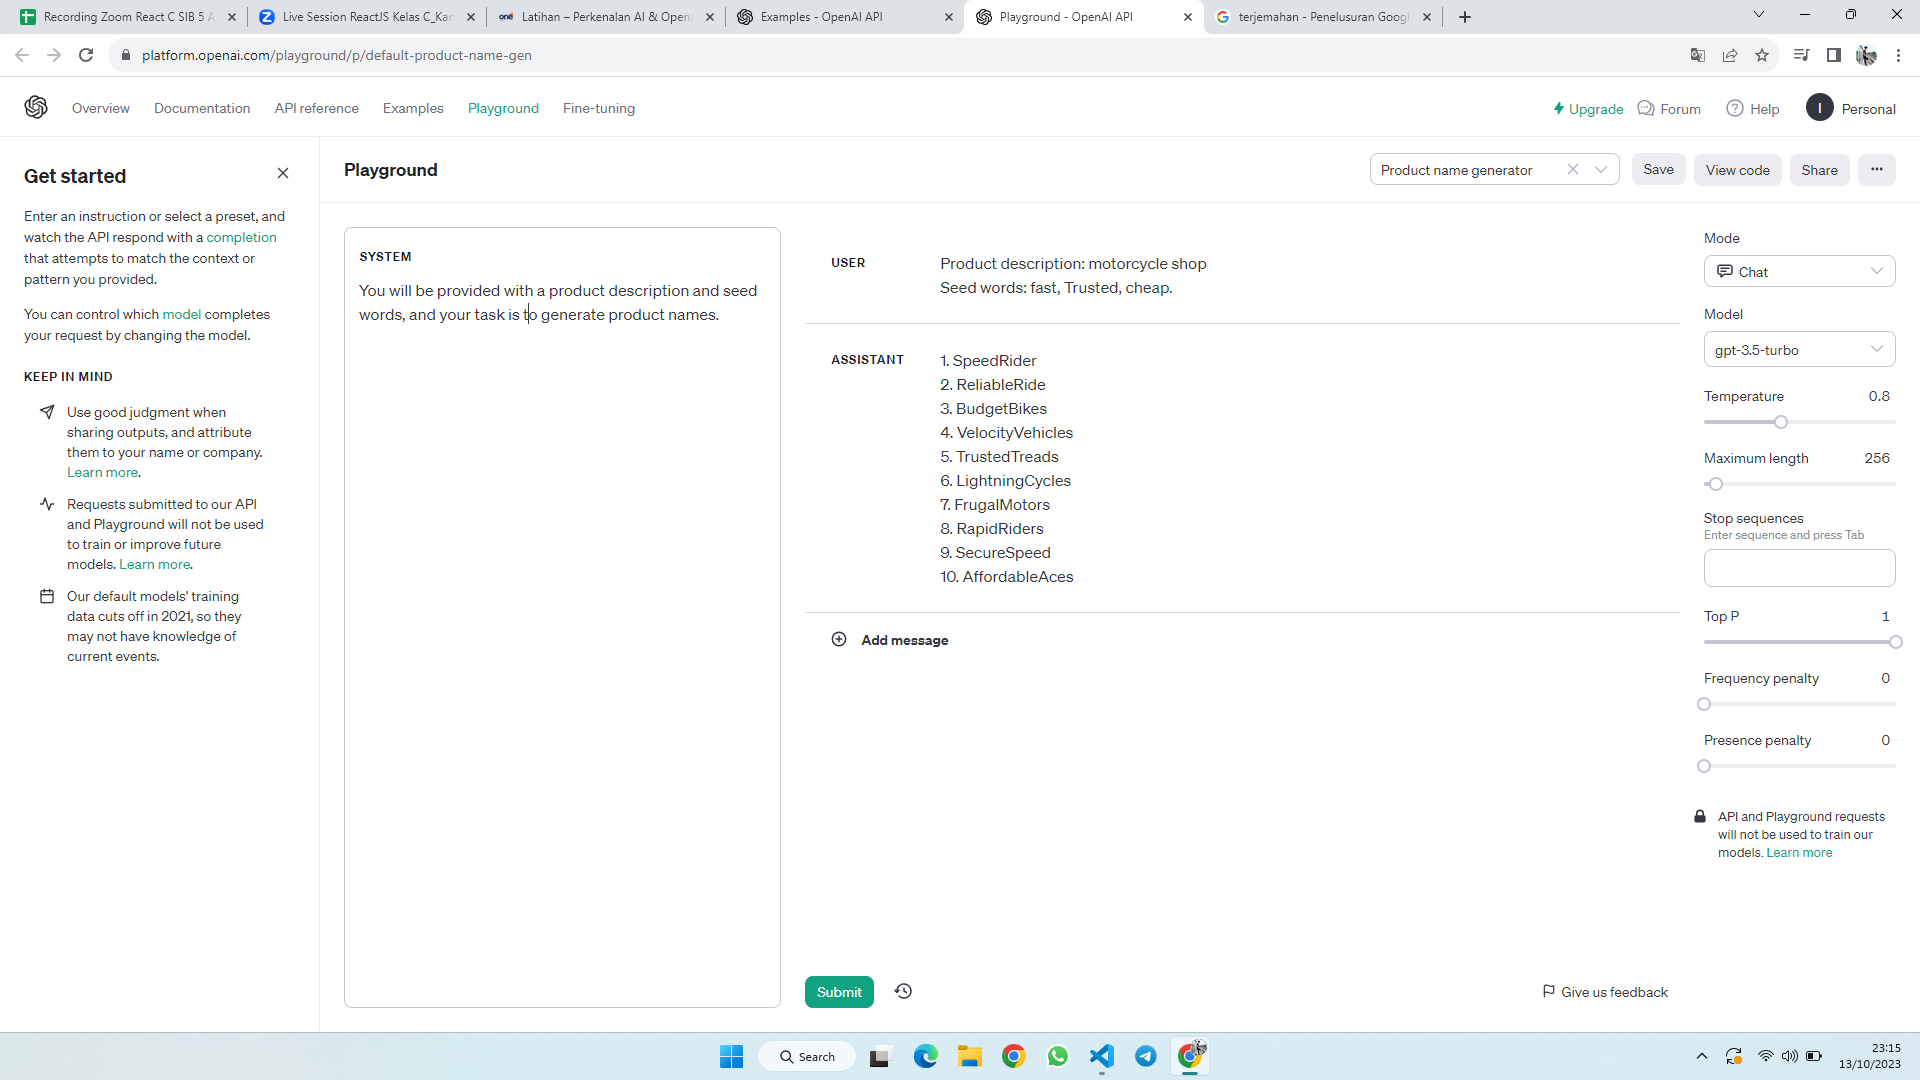 Recording Zoom React C SIB 5 A
Live Session ReactJS Kelas C_Kan
one
Latihan – Perkenalan AI & Open
Examples - OpenAI API
Playground - OpenAI API
terjemahan - Penelusuran Googl
platform.openai.com/playground/p/default-product-name-gen
Overview
Documentation
API reference
Examples
Playground
Fine-tuning
Upgrade
Forum
Help
I
Personal
Get started
Enter an instruction or select a preset, and
watch the API respond with a completion
that attempts to match the context or
pattern you provided.
You can control which model completes
your request by changing the model.
KEEP IN MIND
Use good judgment when
sharing outputs, and attribute
them to your name or company.
Learn more.
Requests submitted to our API
and Playground will not be used
to train or improve future
models. Learn more.
Our default models' training
data cuts off in 2021, so they
may not have knowledge of
current events.
Playground
Product name generator
Save
View code
Share
SYSTEM
You will be provided with a product description and seed
words, and your task is to generate product names.
USER
Product description: motorcycle shop
Seed words: fast, Trusted, cheap.
ASSISTANT
1. SpeedRider
2. ReliableRide
3. BudgetBikes
4. VelocityVehicles
5. TrustedTreads
6. LightningCycles
7. FrugalMotors
8. RapidRiders
9. SecureSpeed
10. AffordableAces
Add message
Submit
Give us feedback
Mode
Chat
Model
gpt-3.5-turbo
Temperature 0.8
Maximum length 256
Stop sequences
Enter sequence and press Tab
Top P 1
Frequency penalty 0
Presence penalty 0
API and Playground requests
will not be used to train our
models. Learn more
Search
23:15
13/10/2023